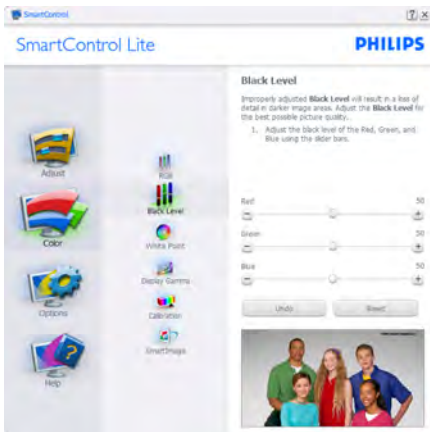 SmartControl
SmartControl Lite
PHILIPS
Adjust
Color
Options
Help
RGB
Black Level
White Point
Display Gamma
Calibration
SmartImage
Black Level
Improperly adjusted Black Level will result in a loss of
detail in darker image areas. Adjust the Black Level for
the best possible picture quality.
1. Adjust the black level of the Red, Green, and
Blue using the slider bars.
Red 50
Green 50
Blue 50
Undo Reset